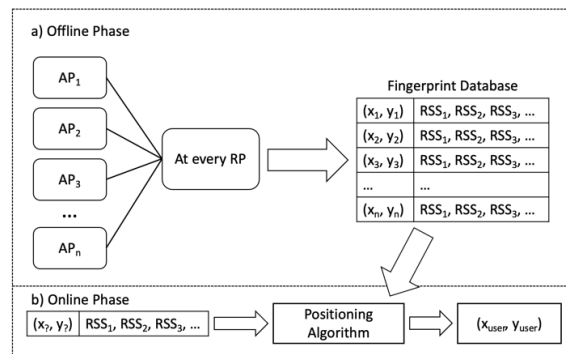 a) Offline Phase
AP₁
AP₂
AP₃
...
APₙ
At every RP
Fingerprint Database
(x₁, y₁) RSS₁, RSS₂, RSS₃, ...
(x₂, y₂) RSS₁, RSS₂, RSS₃, ...
(x₃, y₃) RSS₁, RSS₂, RSS₃, ...
... ...
(xₙ, yₙ) RSS₁, RSS₂, RSS₃, ...
b) Online Phase
(x?, y?) RSS₁, RSS₂, RSS₃, ...
Positioning
Algorithm
(xuser, yuser)